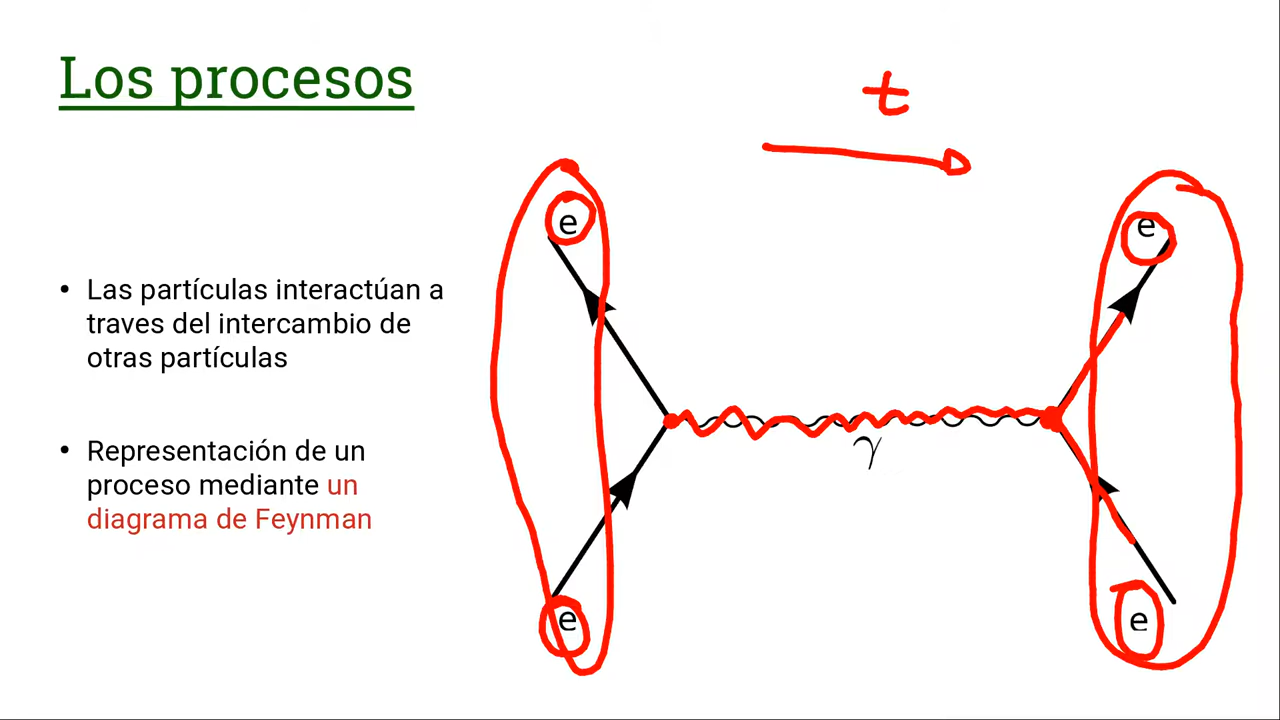 Los procesos
t
e
e
• Las partículas interactúan a
traves del intercambio de
otras partículas
γ
• Representación de un
proceso mediante un
diagrama de Feynman
e
e